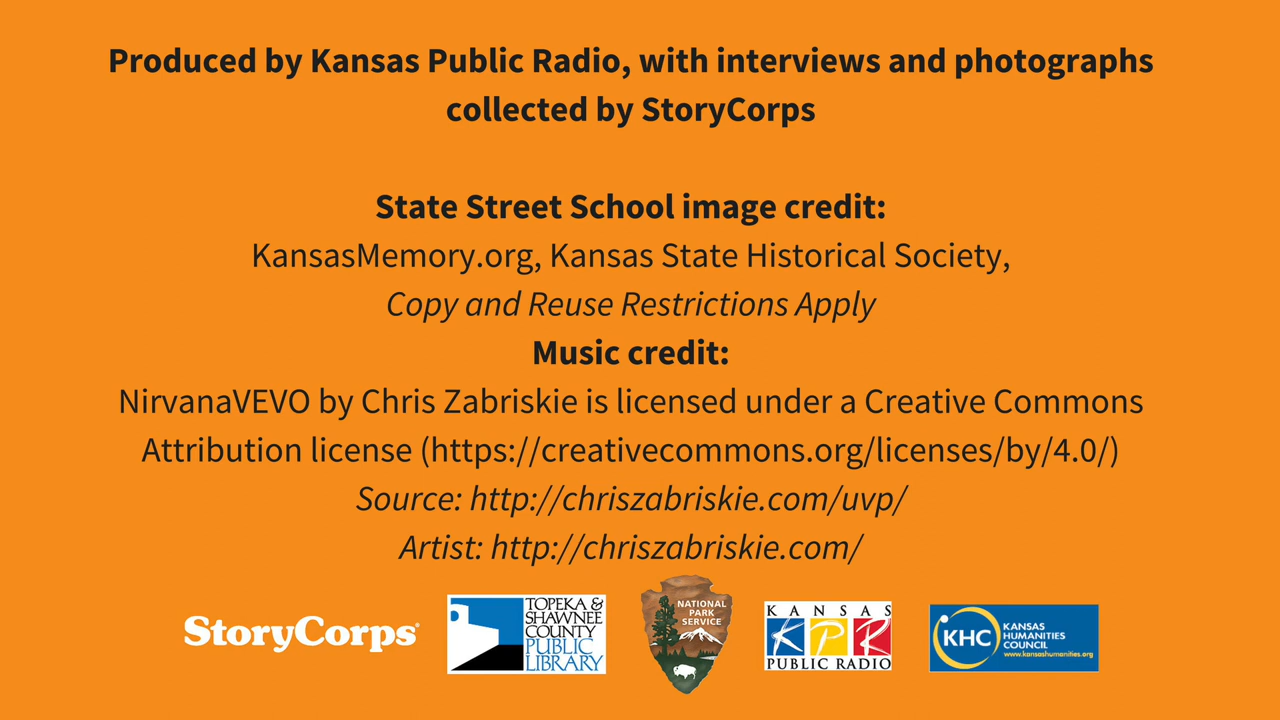 Produced by Kansas Public Radio, with interviews and photographs
collected by StoryCorps
State Street School image credit:
KansasMemory.org, Kansas State Historical Society,
Copy and Reuse Restrictions Apply
Music credit:
NirvanaVEVO by Chris Zabriskie is licensed under a Creative Commons
Attribution license (https://creativecommons.org/licenses/by/4.0/)
Source: http://chriszabriskie.com/uvp/
Artist: http://chriszabriskie.com/
StoryCorps
TOPEKA &
SHAWNEE
COUNTY
PUBLIC
LIBRARY
NATIONAL
PARK
SERVICE
KANSAS
KPR
PUBLIC RADIO
KHC
KANSAS
HUMANITIES
COUNCIL
www.kansashumanities.org